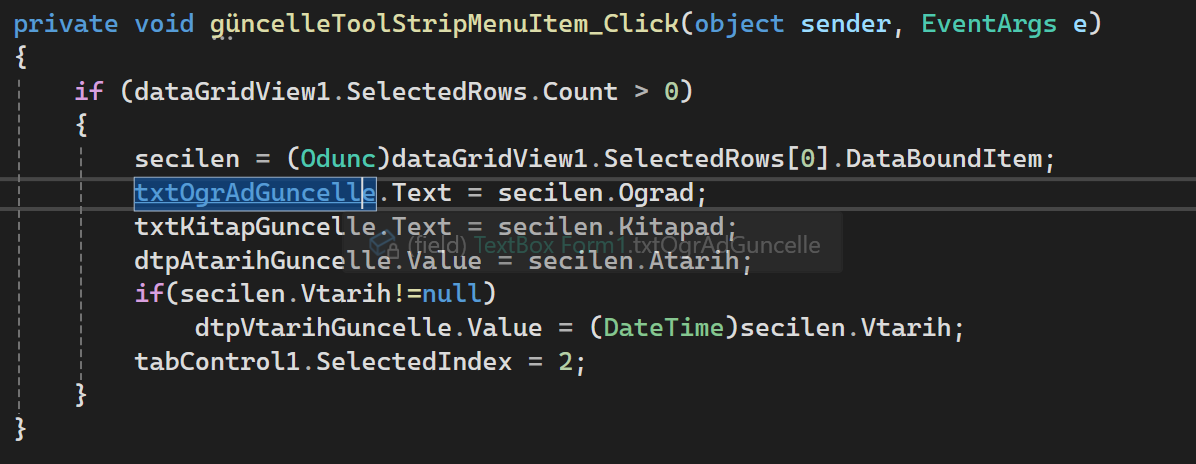 private void güncelleToolStripMenuItem_Click(object sender, EventArgs e)
{
if (dataGridView1.SelectedRows.Count > 0)
{
secilen = (Odunc)dataGridView1.SelectedRows[0].DataBoundItem;
txtOgrAdGuncelle.Text = secilen.Ograd;
txtKitapGuncelle.Text = secilen.Kitapad;
(field) TextBox Form1.txtOgrAdGuncelle
dtpAtarihGuncelle.Value = secilen.Atarih;
if(secilen.Vtarih!=null)
dtpVtarihGuncelle.Value = (DateTime)secilen.Vtarih;
tabControl1.SelectedIndex = 2;
}
}